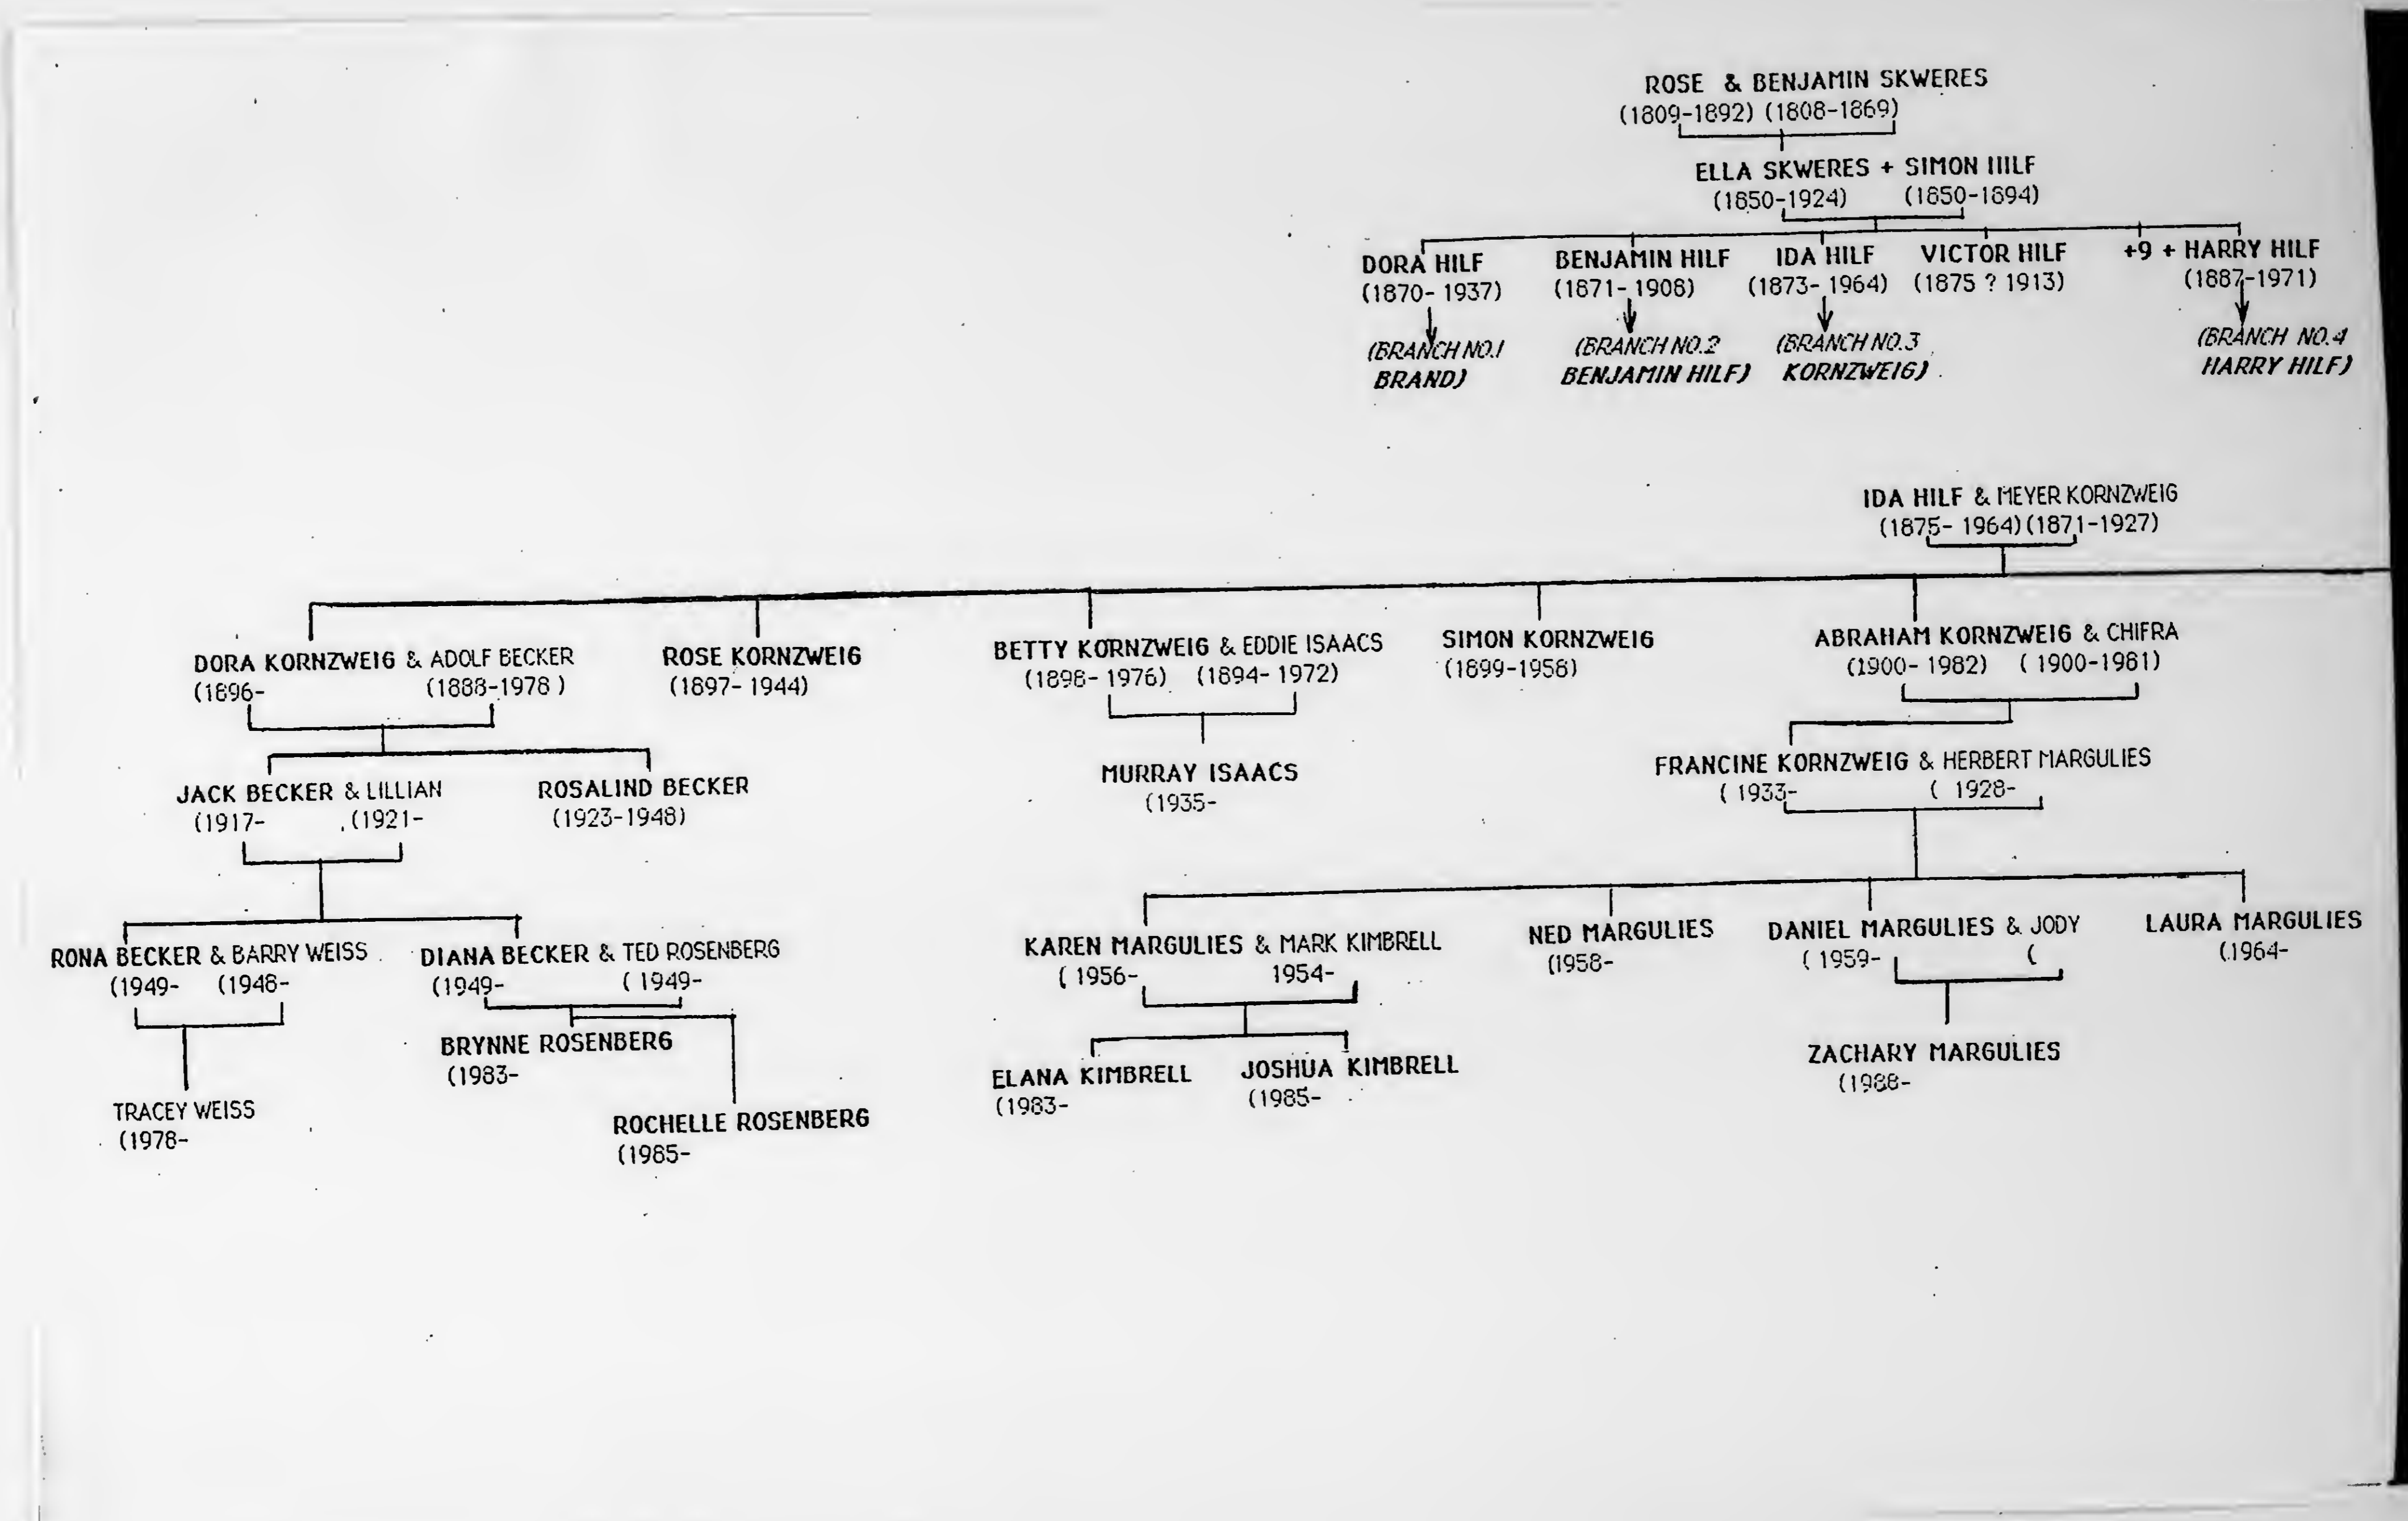 ROSE & BENJAMIN SKWERES
(1809-1892) (1808-1869)
ELLA SKWERES + SIMON HILF
(1850-1924) (1850-1894)
DORA HILF BENJAMIN HILF IDA HILF VICTOR HILF +9 + HARRY HILF
(1870- 1937) (1871- 1908) (1873- 1964) (1875 ? 1913) (1887-1971)
(BRANCH NO.1 (BRANCH NO.2 (BRANCH NO.3 (BRANCH NO.4
BRAND) BENJAMIN HILF) KORNZWEIG) HARRY HILF)
IDA HILF & MEYER KORNZWEIG
(1875- 1964) (1871-1927)
DORA KORNZWEIG & ADOLF BECKER ROSE KORNZWEIG BETTY KORNZWEIG & EDDIE ISAACS SIMON KORNZWEIG ABRAHAM KORNZWEIG & CHIFRA
(1896- (1888-1978 ) (1897- 1944) (1898- 1976) (1894- 1972) (1899-1958) (1900- 1982) ( 1900-1981)
JACK BECKER & LILLIAN ROSALIND BECKER MURRAY ISAACS FRANCINE KORNZWEIG & HERBERT MARGULIES
(1917- (1921- (1923-1948) (1935- ( 1933- ( 1928-
RONA BECKER & BARRY WEISS DIANA BECKER & TED ROSENBERG KAREN MARGULIES & MARK KIMBRELL NED MARGULIES DANIEL MARGULIES & JODY LAURA MARGULIES
(1949- (1948- (1949- ( 1949- ( 1956- 1954- (1958- ( 1959- ( (1964-
BRYNNE ROSENBERG ELANA KIMBRELL JOSHUA KIMBRELL ZACHARY MARGULIES
(1983- (1983- (1985- (1988-
TRACEY WEISS ROCHELLE ROSENBERG
(1978- (1985-